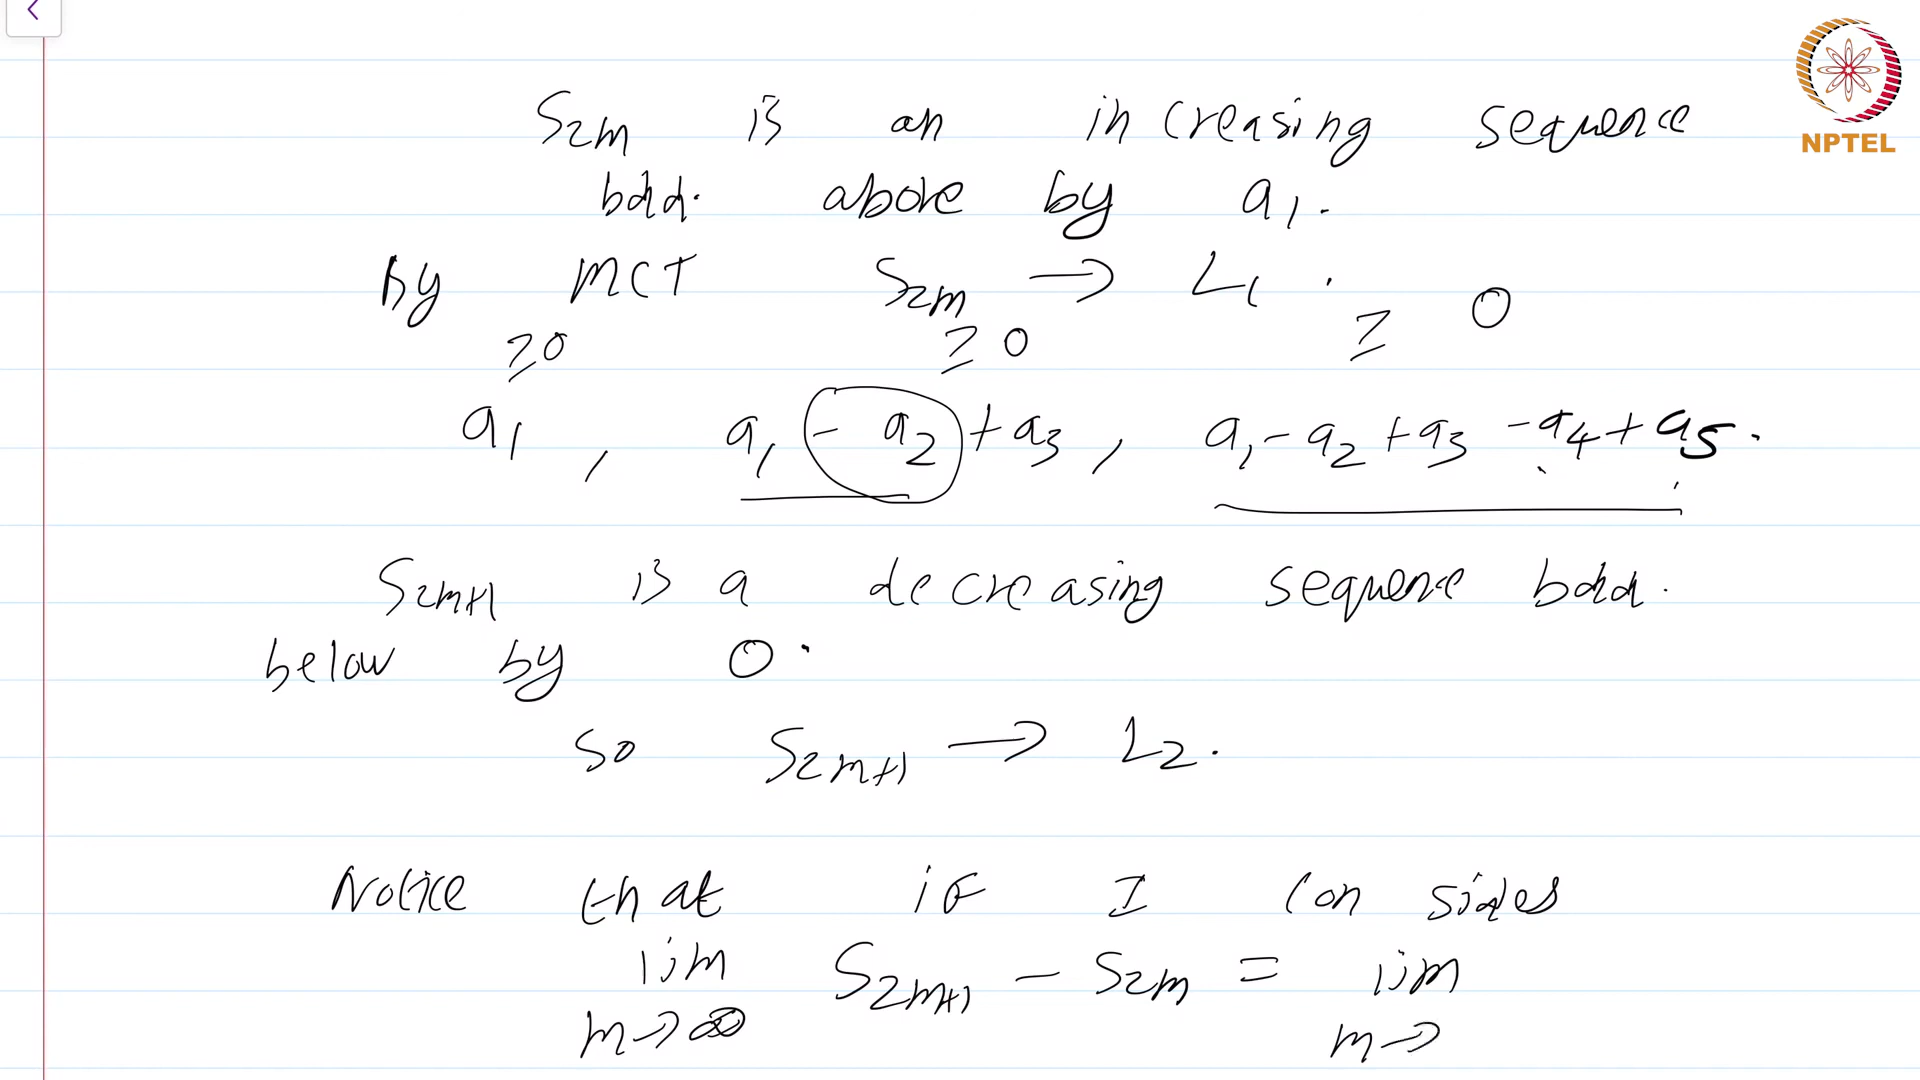 NPTEL
S2m is an increasing sequence
bdd. above by a1.
By MCT S2m → L1.
≥0 ≥ 0 ≥ 0
a1, a1 - a2 + a3, a1 - a2 + a3 - a4 + a5.
S2m+1 is a decreasing sequence bdd.
below by 0.
so S2m+1 → L2.
Notice that if I consider
lim S2m+1 - S2m = lim
m→∞ m→